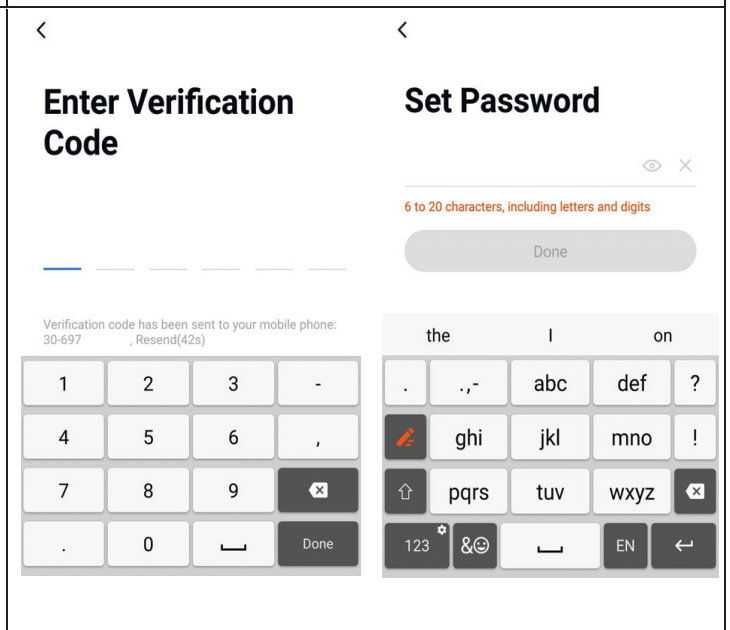 Enter Verification
Code
Verification code has been sent to your mobile phone:
30-697 , Resend(42s)
1 2 3 -
4 5 6 ,
7 8 9
. 0 Done
Set Password
6 to 20 characters, including letters and digits
Done
the I on
. .,- abc def ?
ghi jkl mno !
pqrs tuv wxyz
123 &☺ EN